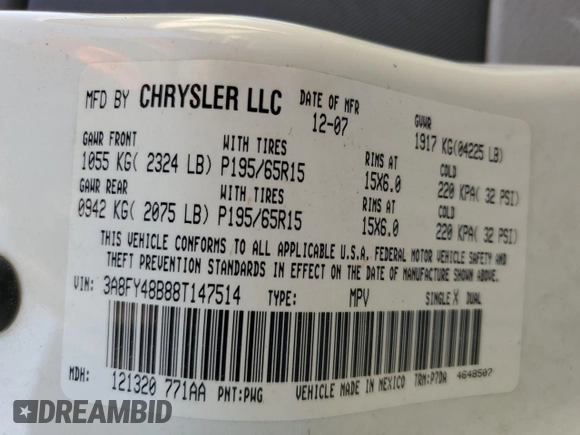 MFD BY CHRYSLER LLC DATE OF MFR GVWR
12-07 1917 KG(04225 LB)
GAWR FRONT WITH TIRES RIMS AT COLD
1055 KG( 2324 LB) P195/65R15 15X6.0 220 KPA( 32 PSI)
GAWR REAR WITH TIRES RIMS AT COLD
0942 KG( 2075 LB) P195/65R15 15X6.0 220 KPA( 32 PSI)
THIS VEHICLE CONFORMS TO ALL APPLICABLE U.S.A. FEDERAL MOTOR VEHICLE SAFETY AND
THEFT PREVENTION STANDARDS IN EFFECT ON THE DATE OF MANUFACTURE SHOWN ABOVE.
VIN: 3A8FY48B88T147514 TYPE: MPV SINGLE X DUAL
MDH: 121320 771AA PNT:PWG VEHICLE MADE IN MEXICO TRM:P7DA 4648507
DREAMBID